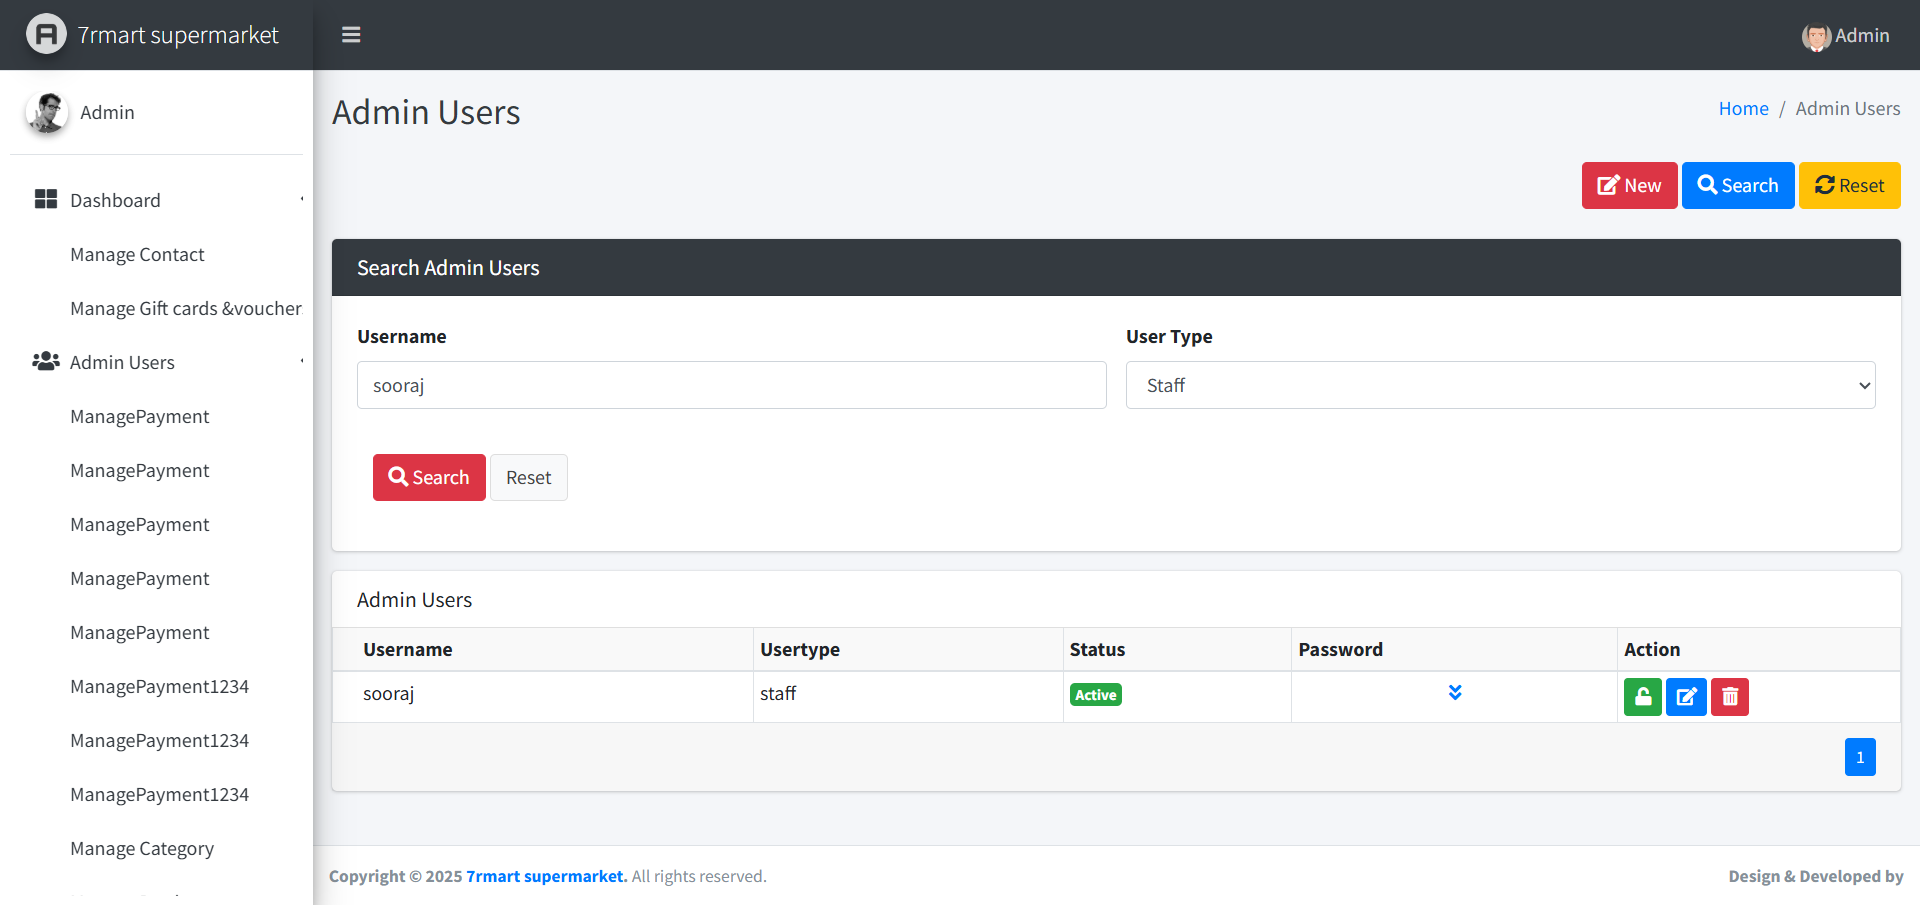 7rmart supermarket
Admin
Admin
Dashboard
Manage Contact
Manage Gift cards &voucher
Admin Users
ManagePayment
ManagePayment
ManagePayment
ManagePayment
ManagePayment
ManagePayment1234
ManagePayment1234
ManagePayment1234
Manage Category
Admin Users
Home / Admin Users
New
Search
Reset
Search Admin Users
Username
User Type
sooraj
Staff
Search
Reset
Admin Users
Username Usertype Status Password Action
sooraj staff Active
1
Copyright © 2025 7rmart supermarket. All rights reserved.
Design & Developed by